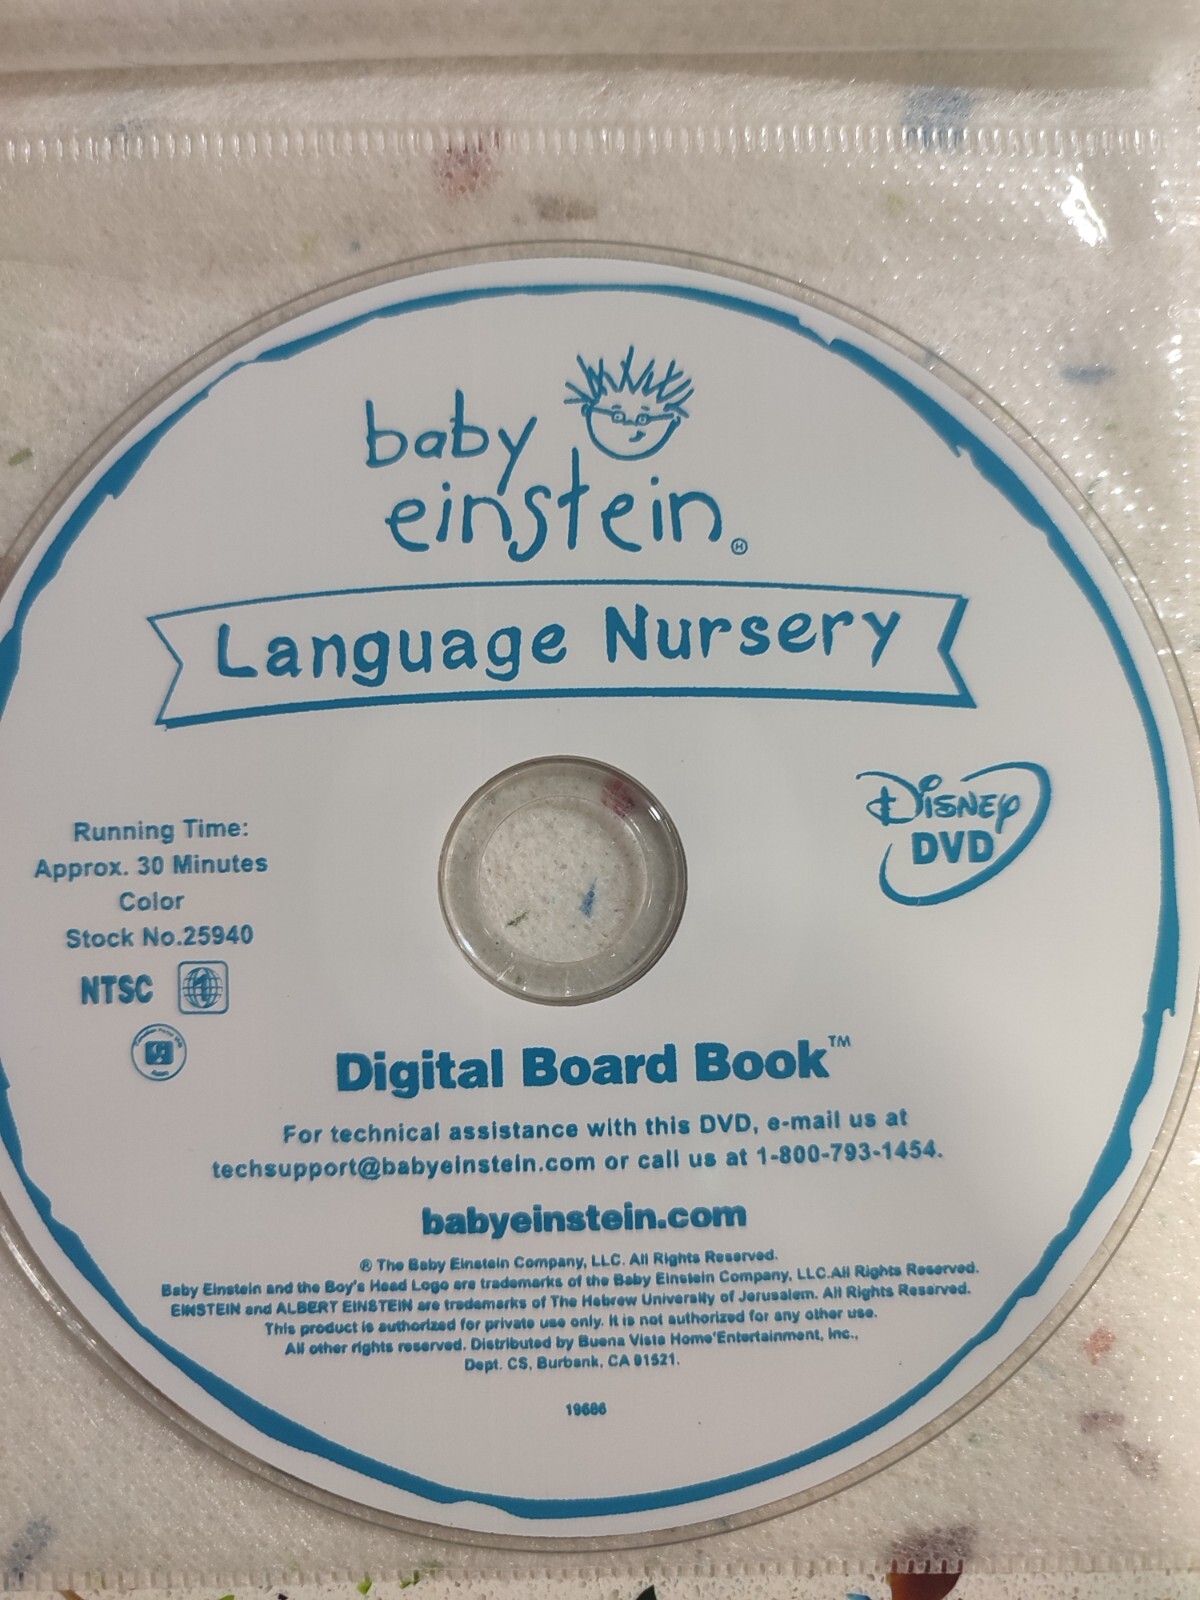 baby
einstein®
Language Nursery
Disney
DVD
Running Time:
Approx. 30 Minutes
Color
Stock No.25940
NTSC 1
Digital Board Book™
For technical assistance with this DVD, e-mail us at
techsupport@babyeinstein.com or call us at 1-800-793-1454.
babyeinstein.com
® The Baby Einstein Company, LLC. All Rights Reserved.
Baby Einstein and the Boy's Head Logo are trademarks of the Baby Einstein Company, LLC.All Rights Reserved.
EINSTEIN and ALBERT EINSTEIN are trademarks of The Hebrew University of Jerusalem. All Rights Reserved.
This product is authorized for private use only. It is not authorized for any other use.
All other rights reserved. Distributed by Buena Vista Home'Entertainment, Inc.,
Dept. CS, Burbank, CA 91521.
19686